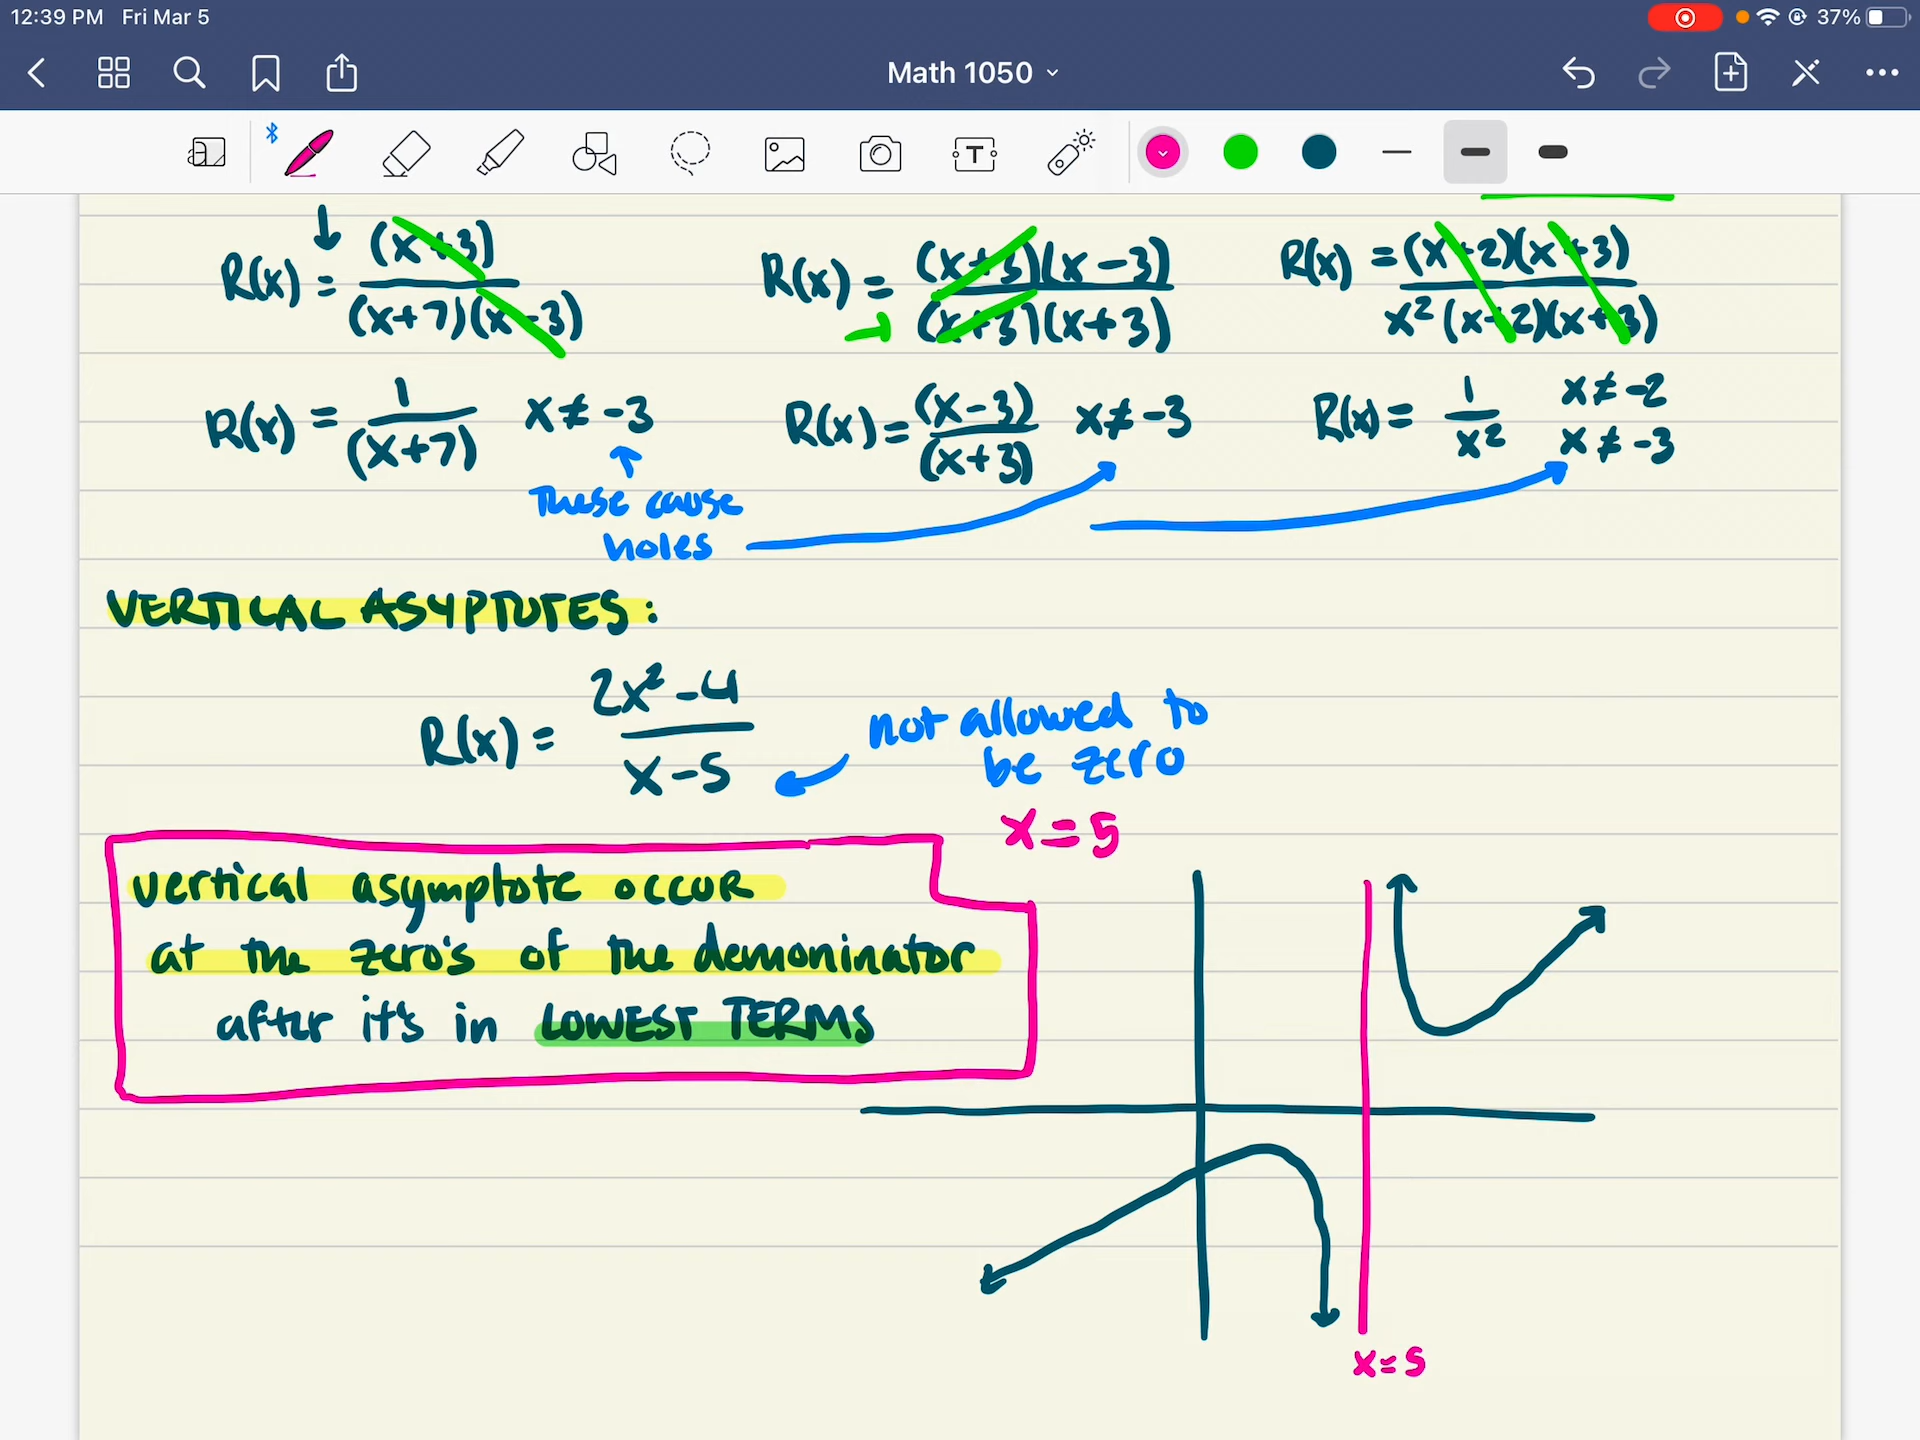 12:39 PM Fri Mar 5 37%
Math 1050
R(x) = (x+3) / (x+7)(x-3)
R(x) = (x+3)(x-3) / (x+3)(x+3)
R(x) = (x+2)(x+3) / x² (x+2)(x+3)
R(x) = 1 / (x+7) x ≠ -3
R(x) = (x-3) / (x+3) x ≠ -3
R(x) = 1 / x² x ≠ -2
x ≠ -3
These cause
holes
VERTICAL ASYPTOTES:
R(x) = 2x² - 4 / x - 5
not allowed to
be zero
x = 5
vertical asymptote occur
at the zero's of the demoninator
after it's in LOWEST TERMS
x = 5